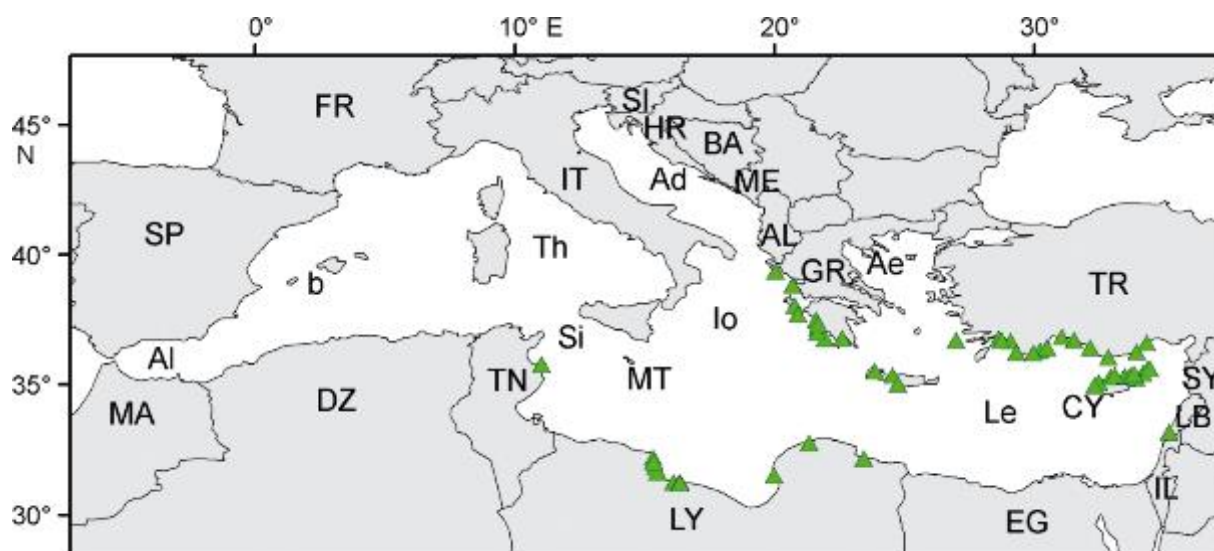 0° 10° E 20° 30°
45°
N
40°
35°
30°
FR
SI
HR
BA
IT
Ad
ME
SP
AL
Th
GR
Ae
TR
b
Io
Al
Si
MT
TN
Le
CY
SY
MA
DZ
LB
IL
LY
EG